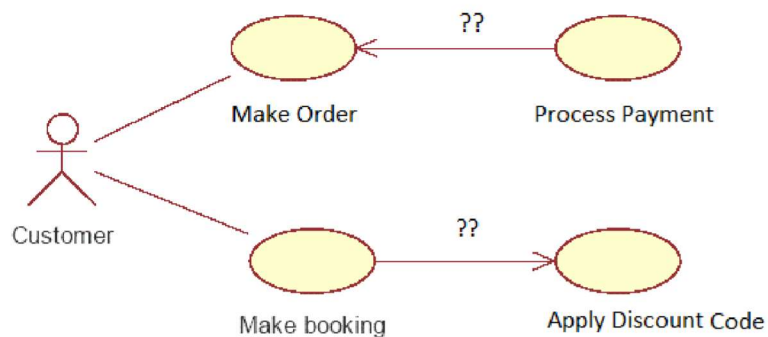 ??
Make Order
Process Payment
Customer
??
Make booking
Apply Discount Code